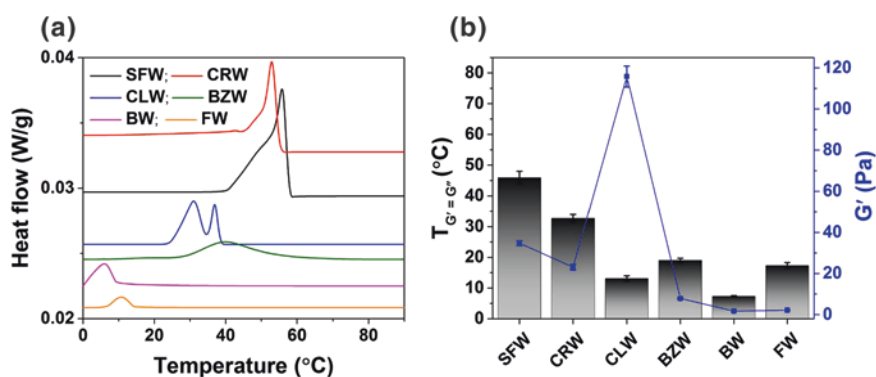 (a)
0.04
0.03
0.02
Heat flow (W/g)
SFW; CRW
CLW; BZW
BW; FW
0 20 40 60 80
Temperature (°C)
(b)
80
70
60
50
40
30
20
10
0
T G′ = G″ (°C)
120
100
80
60
40
20
0
G′ (Pa)
SFW CRW CLW BZW BW FW